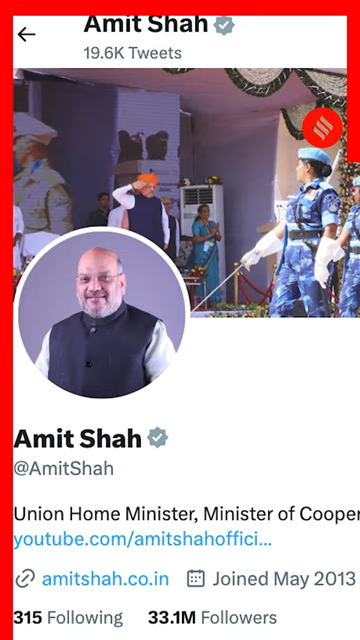 Amit Shah
19.6K Tweets
Amit Shah
@AmitShah
Union Home Minister, Minister of Cooper
youtube.com/amitshahoffici...
amitshah.co.in Joined May 2013
315 Following 33.1M Followers